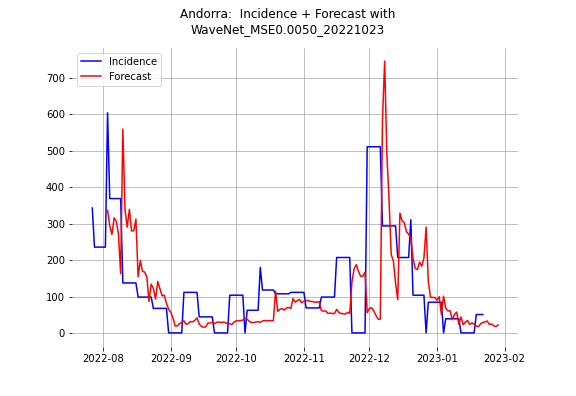 Andorra:  Incidence + Forecast with
WaveNet_MSE0.0050_20221023
Incidence
Forecast
700
600
500
400
300
200
100
0
2022-08 2022-09 2022-10 2022-11 2022-12 2023-01 2023-02